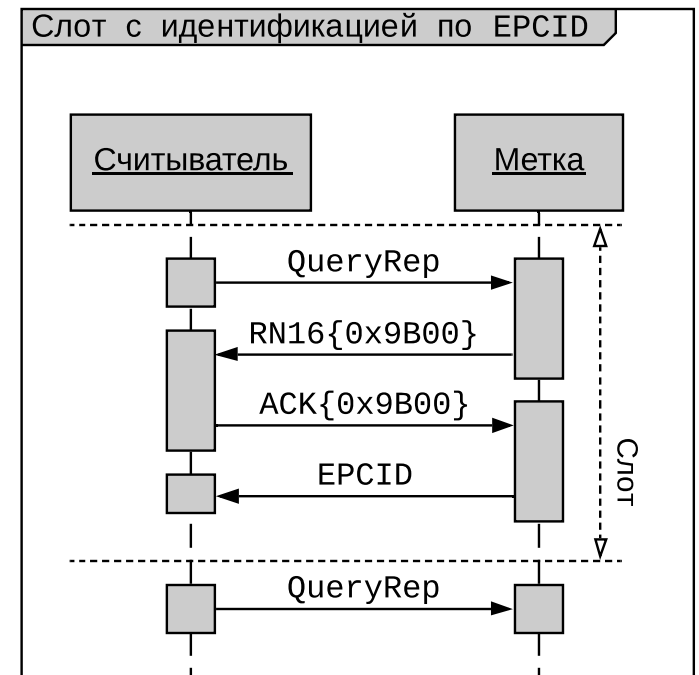 Слот с идентификацией по EPCID
Считыватель
Метка
QueryRep
RN16{0x9B00}
ACK{0x9B00}
EPCID
Слот
QueryRep